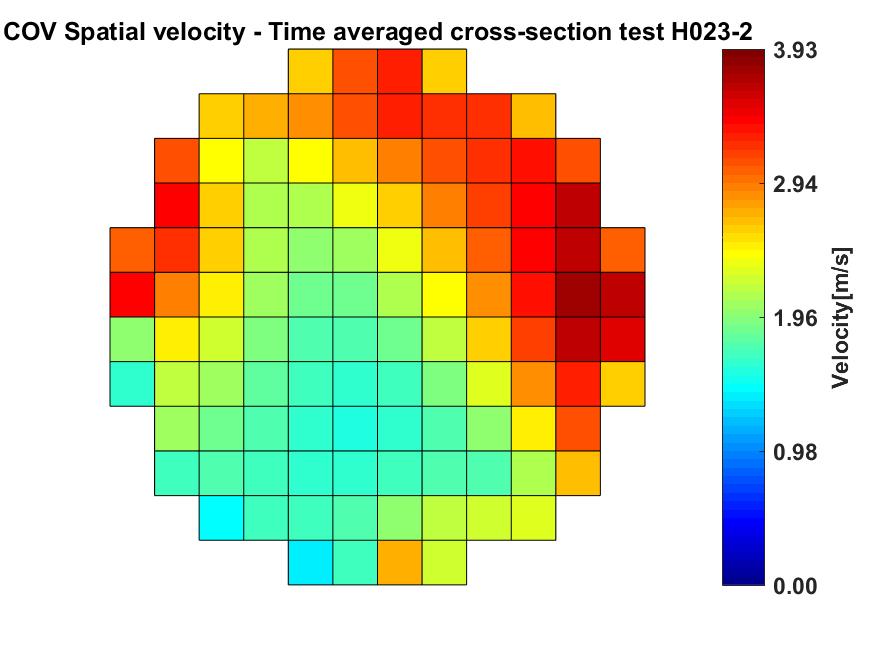 COV Spatial velocity - Time averaged cross-section test H023-2
3.93
2.94
1.96
0.98
0.00
Velocity[m/s]